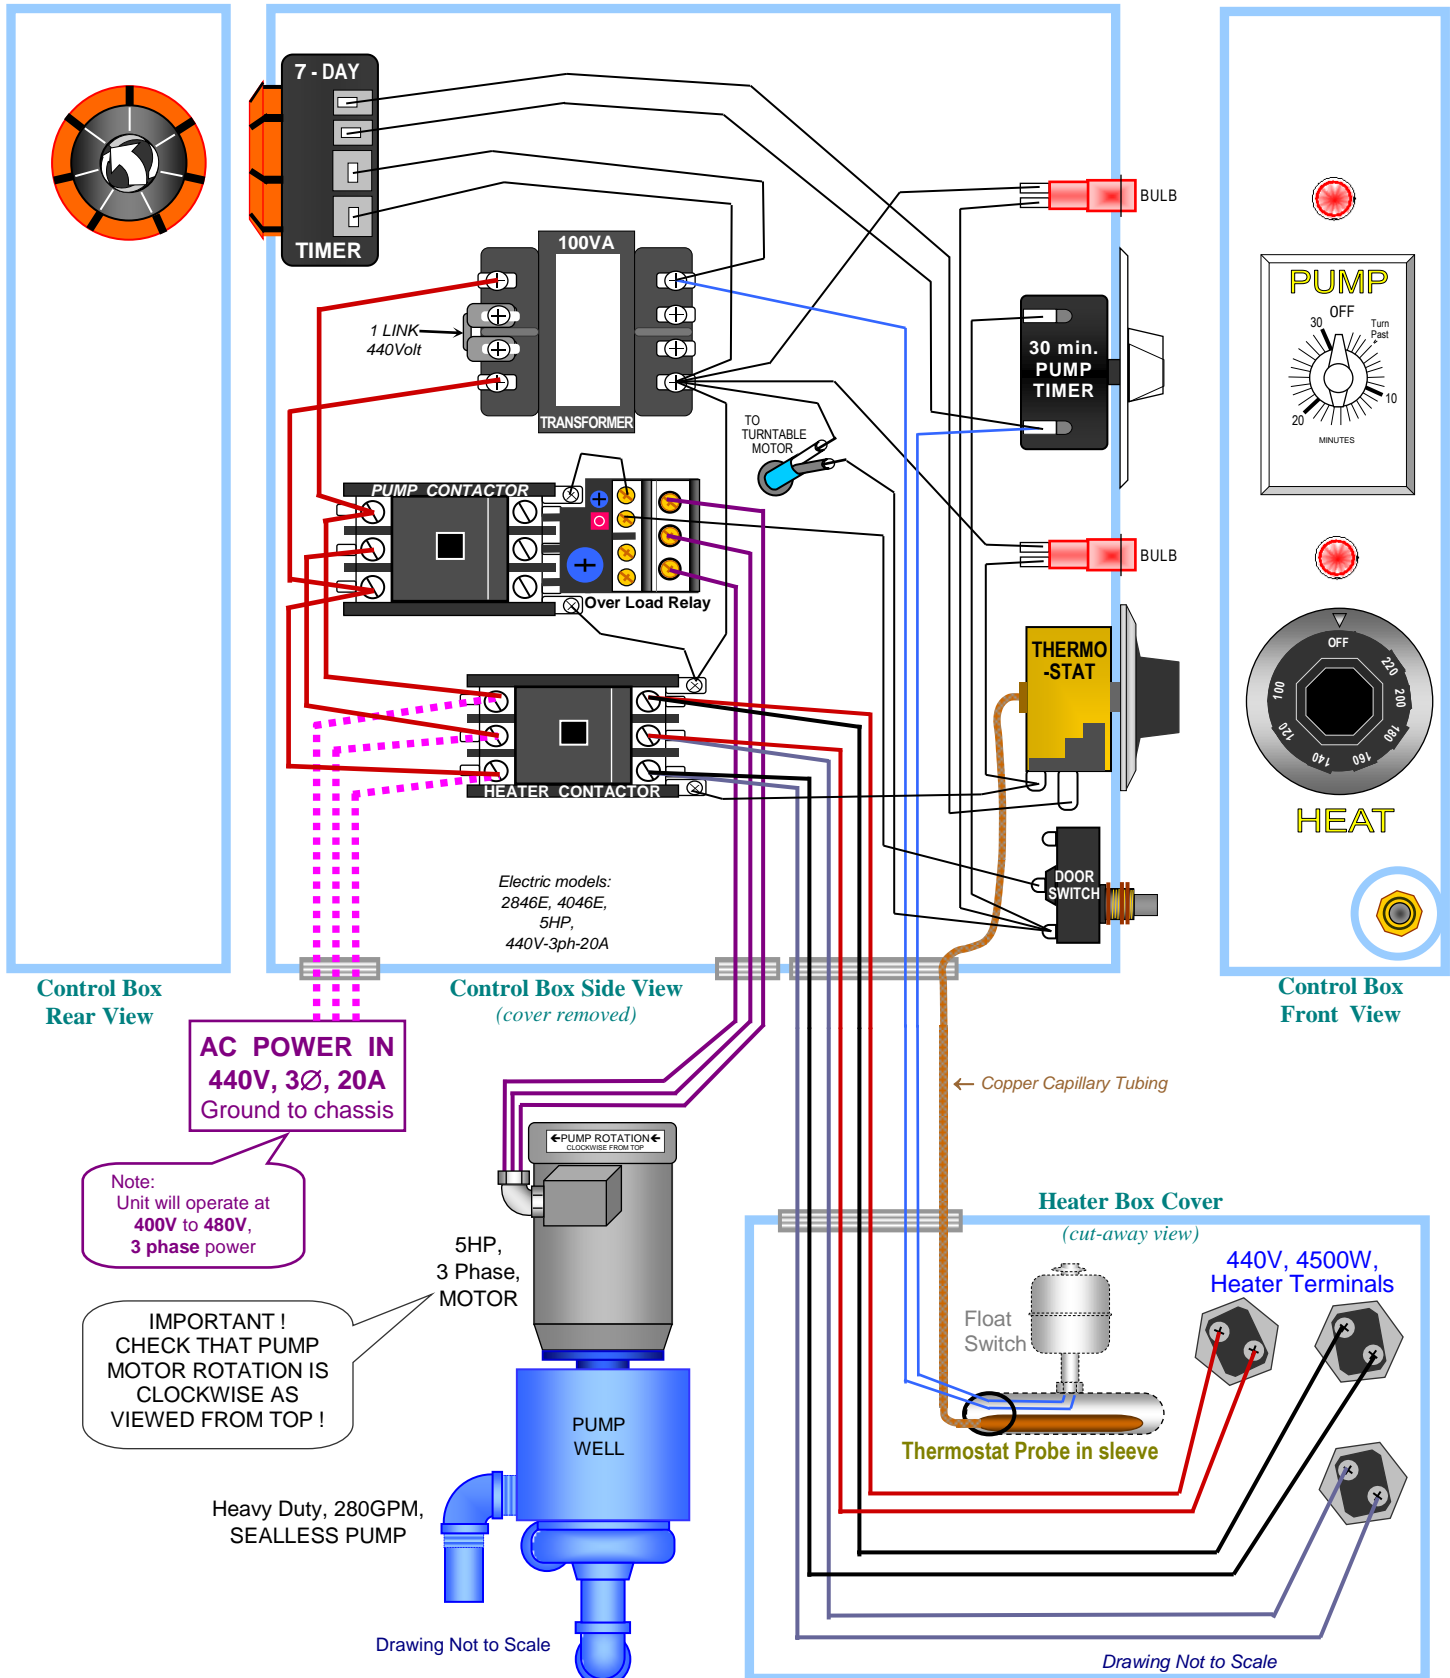 7 - DAY
TIMER
100VA
TRANSFORMER
1 LINK
440Volt
BULB
30 min.
PUMP
TIMER
TO
TURNTABLE
MOTOR
PUMP CONTACTOR
Over Load Relay
BULB
THERMO
-STAT
HEATER CONTACTOR
DOOR
SWITCH
Electric models:
2846E, 4046E,
5HP,
440V-3ph-20A
PUMP
OFF
30
Turn
Past
10
20
MINUTES
OFF
220
200
180
160
140
120
100
HEAT
Control Box
Rear View
Control Box Side View
(cover removed)
Control Box
Front View
AC POWER IN
440V, 3∅, 20A
Ground to chassis
Note:
Unit will operate at
400V to 480V,
3 phase power
← Copper Capillary Tubing
←PUMP ROTATION←
CLOCKWISE FROM TOP
5HP,
3 Phase,
MOTOR
IMPORTANT !
CHECK THAT PUMP
MOTOR ROTATION IS
CLOCKWISE AS
VIEWED FROM TOP !
PUMP
WELL
Heavy Duty, 280GPM,
SEALLESS PUMP
Drawing Not to Scale
Heater Box Cover
(cut-away view)
440V, 4500W,
Heater Terminals
Float
Switch
Thermostat Probe in sleeve
Drawing Not to Scale